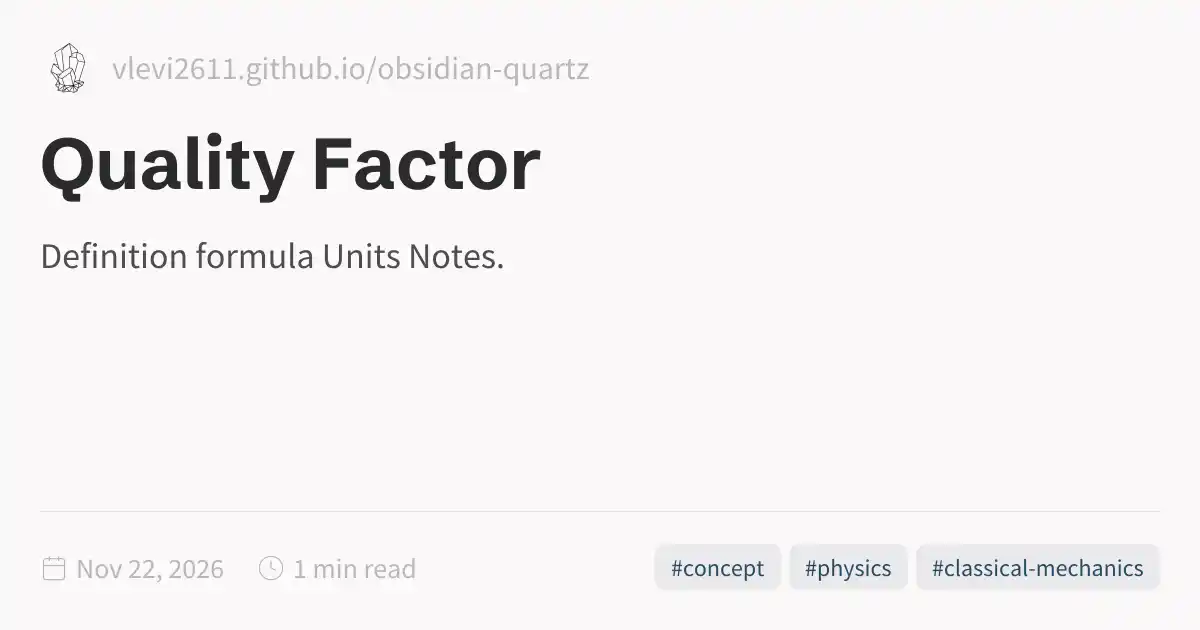 vlevi2611.github.io/obsidian-quartz
Quality Factor
Definition formula Units Notes.
Nov 22, 2026 1 min read #concept #physics #classical-mechanics